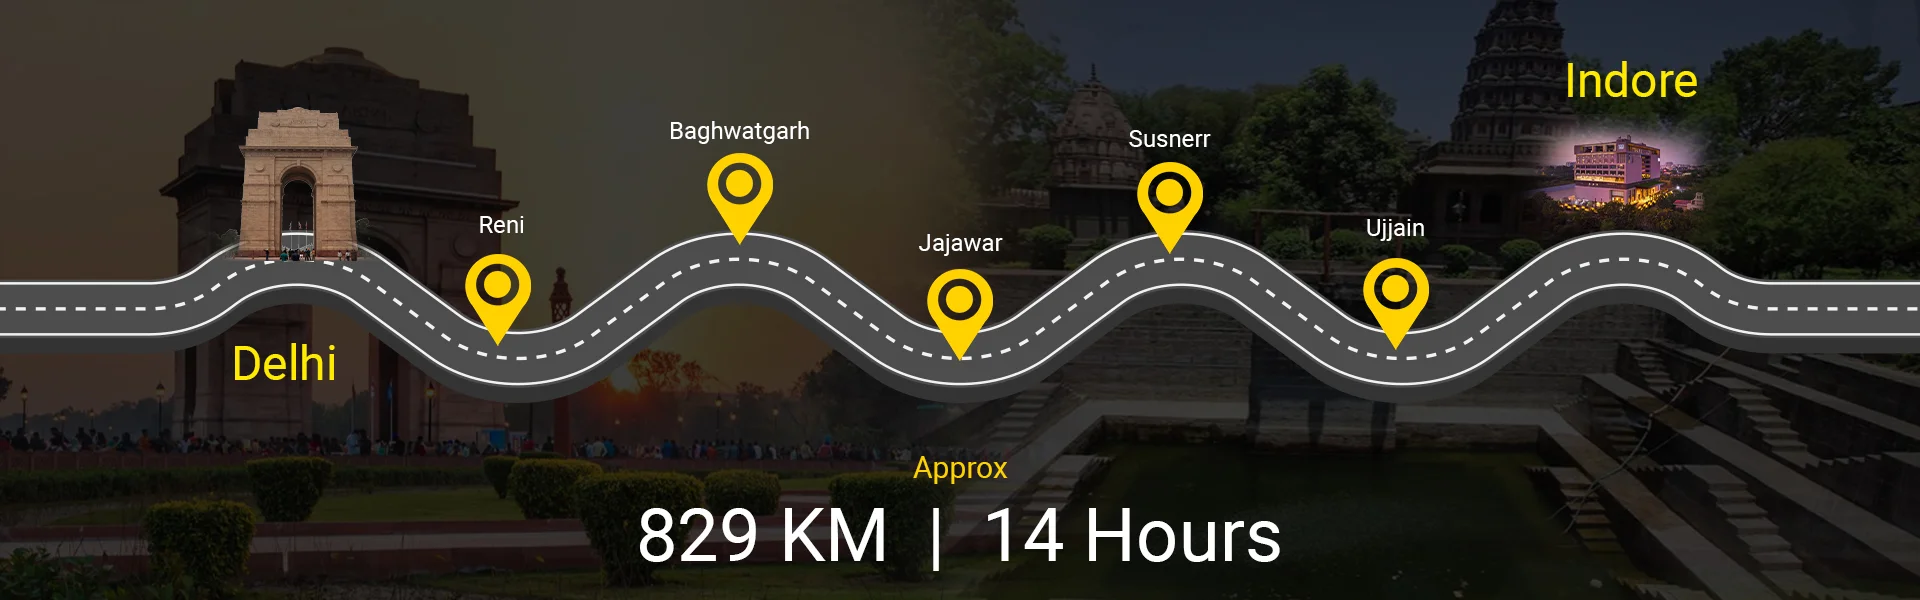 Indore
Baghwatgarh
Susnerr
Reni
Ujjain
Jajawar
Delhi
Approx
829 KM | 14 Hours